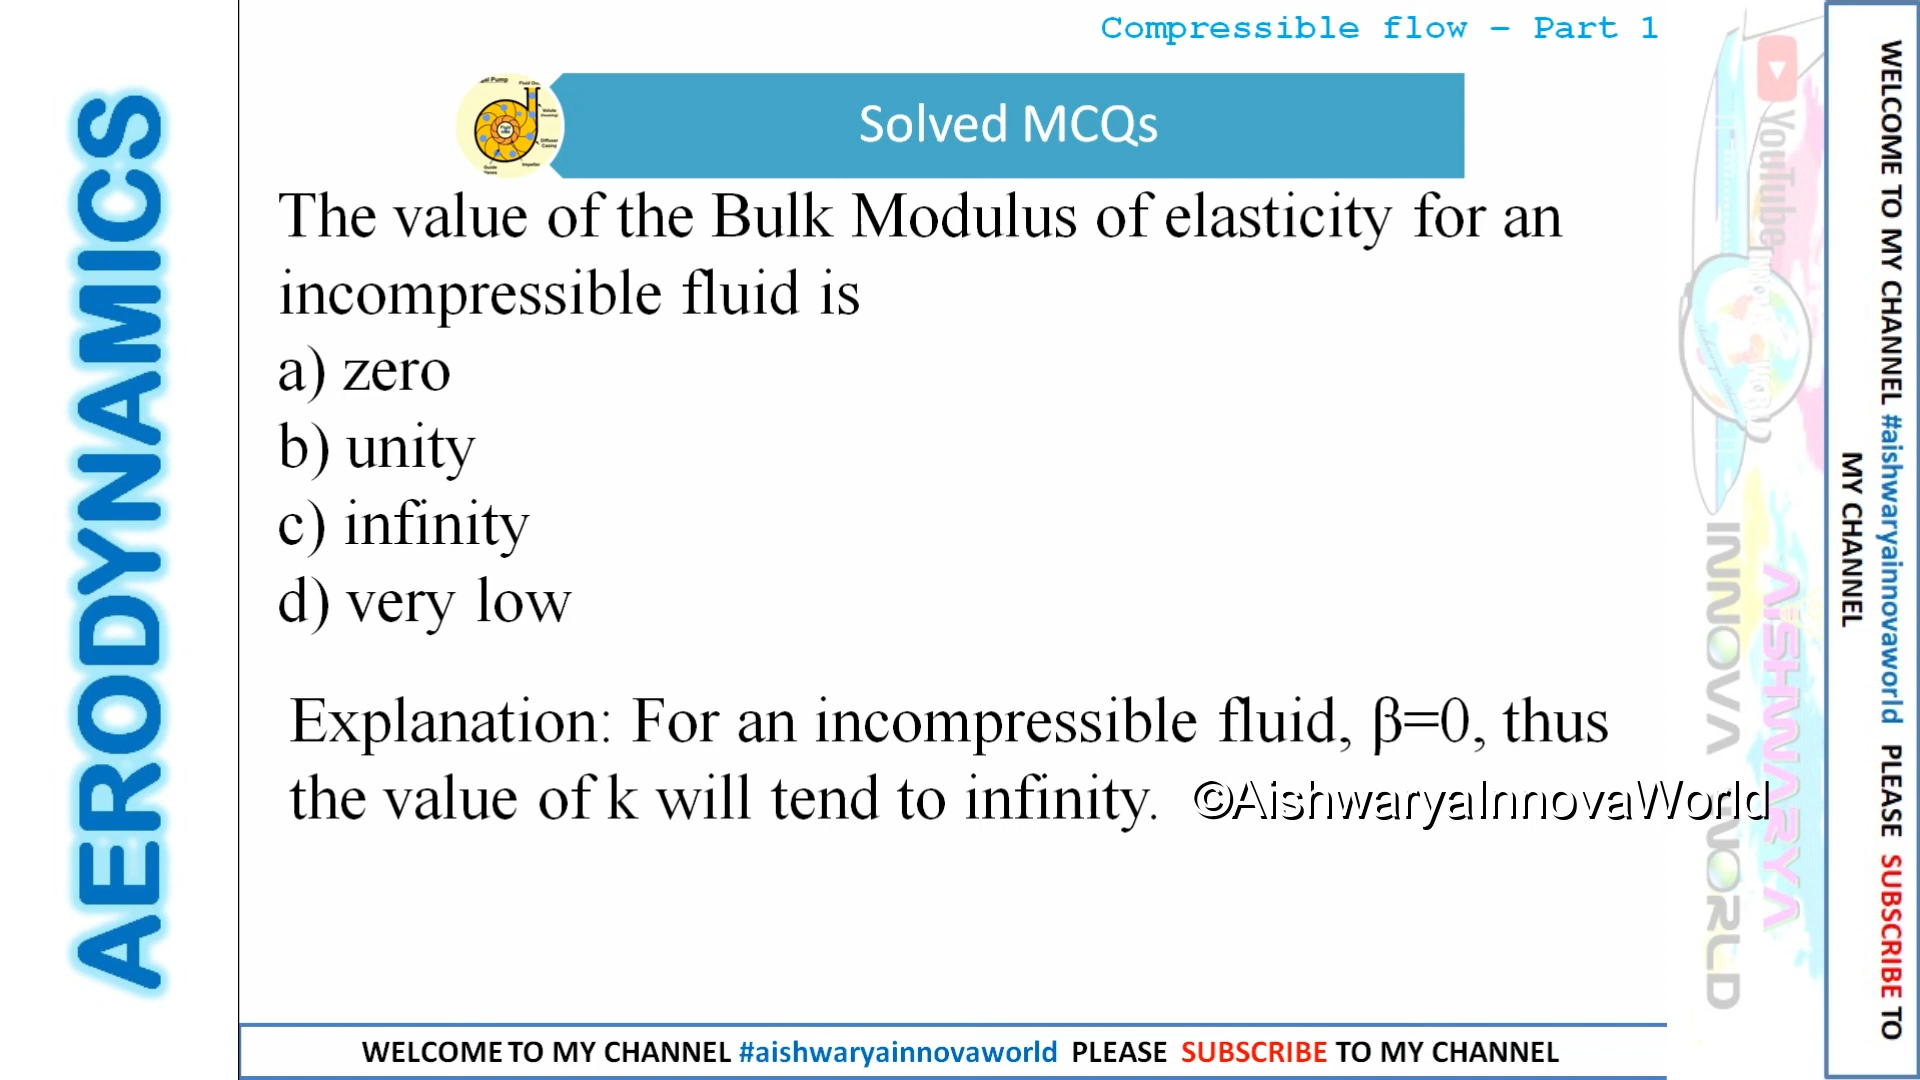 Compressible flow – Part 1
Solved MCQs
The value of the Bulk Modulus of elasticity for an
incompressible fluid is
a) zero
b) unity
c) infinity
d) very low
Explanation: For an incompressible fluid, β=0, thus
the value of k will tend to infinity.
©AishwaryaInnovaWorld
WELCOME TO MY CHANNEL #aishwaryainnovaworld PLEASE SUBSCRIBE TO MY CHANNEL
AERODYNAMICS
YouTube
AISHWARYA
INNOVA WORLD
WELCOME TO MY CHANNEL #aishwaryainnovaworld PLEASE SUBSCRIBE TO
MY CHANNEL